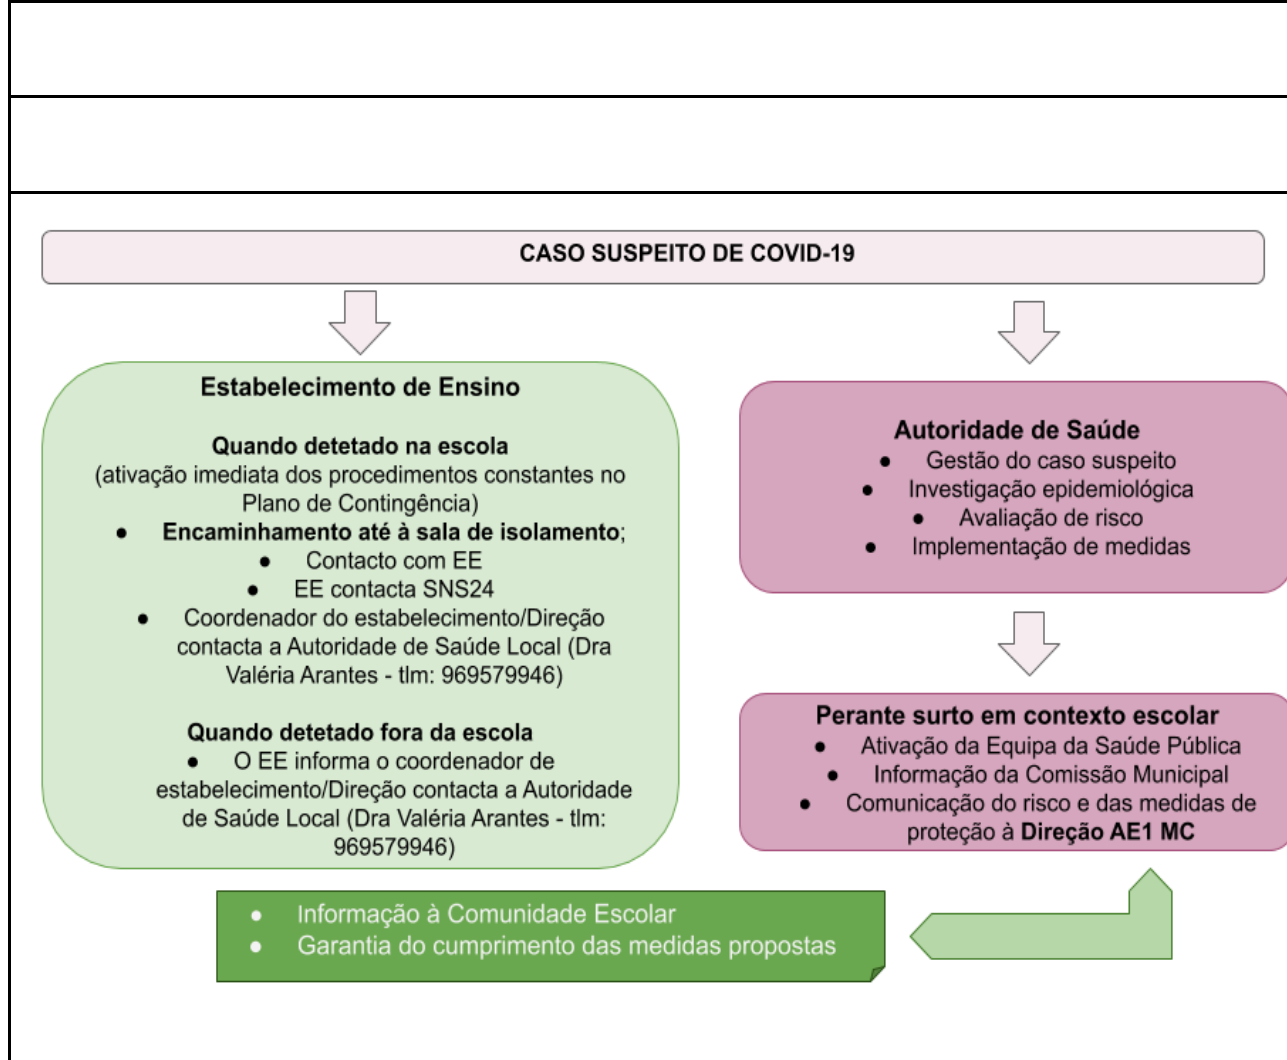 CASO SUSPEITO DE COVID-19
Estabelecimento de Ensino
Quando detetado na escola
(ativação imediata dos procedimentos constantes no
Plano de Contingência)
● Encaminhamento até à sala de isolamento;
● Contacto com EE
● EE contacta SNS24
● Coordenador do estabelecimento/Direção
contacta a Autoridade de Saúde Local (Dra
Valéria Arantes - tlm: 969579946)
Quando detetado fora da escola
● O EE informa o coordenador de
estabelecimento/Direção contacta a Autoridade
de Saúde Local (Dra Valéria Arantes - tlm:
969579946)
Autoridade de Saúde
● Gestão do caso suspeito
● Investigação epidemiológica
● Avaliação de risco
● Implementação de medidas
Perante surto em contexto escolar
● Ativação da Equipa da Saúde Pública
● Informação da Comissão Municipal
● Comunicação do risco e das medidas de
proteção à Direção AE1 MC
● Informação à Comunidade Escolar
● Garantia do cumprimento das medidas propostas